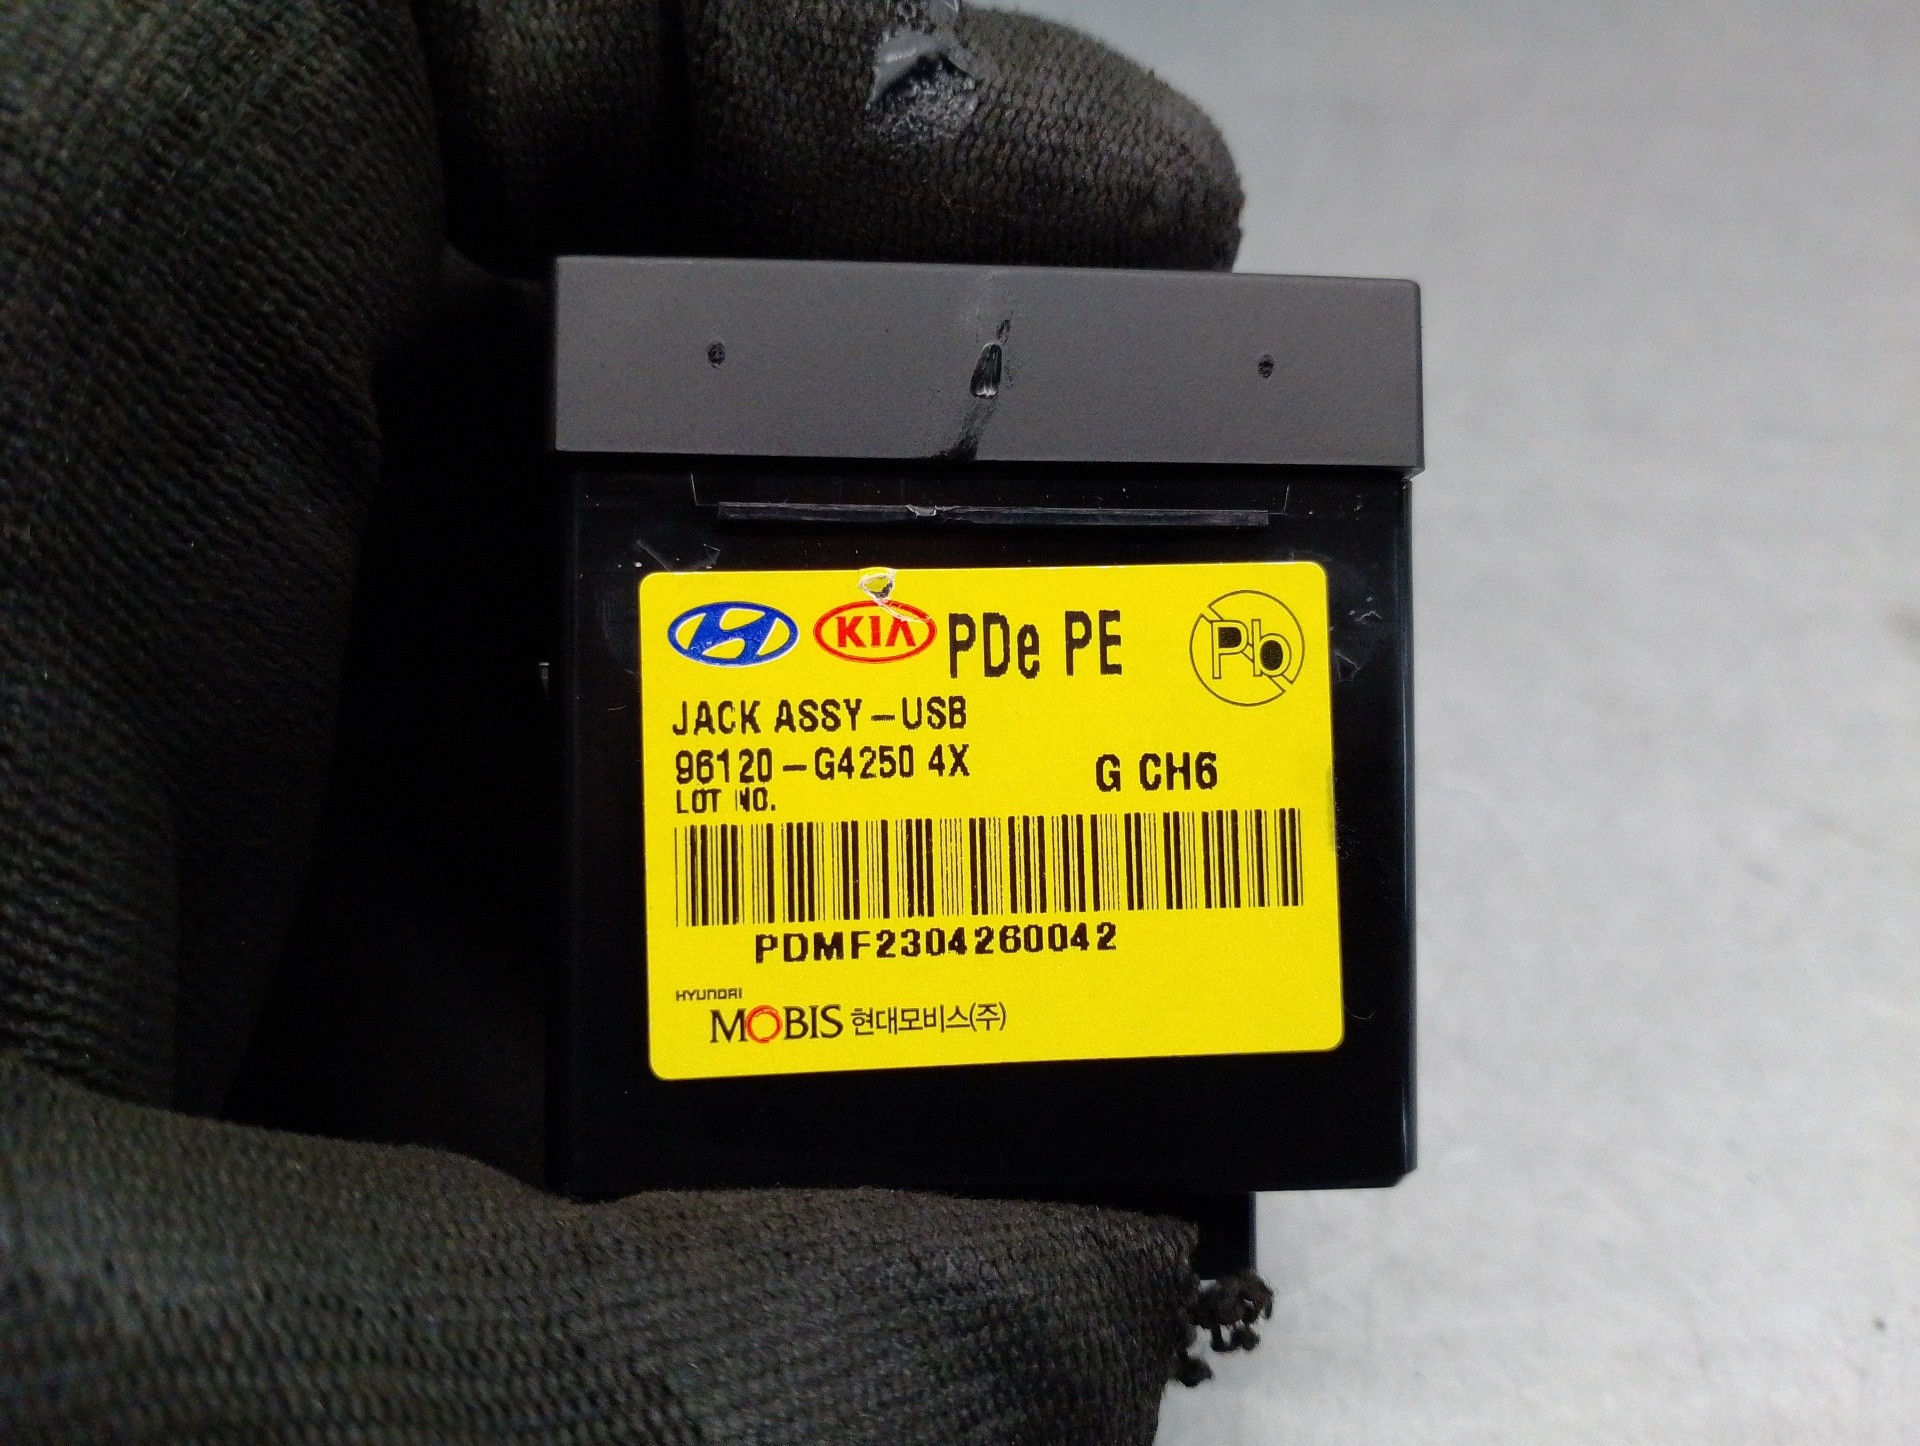 KIA PDe PE Pb
JACK ASSY-USB
96120-G4250 4X G CH6
LOT NO.
PDMF2304260042
HYUNDAI
MOBIS 현대모비스(주)